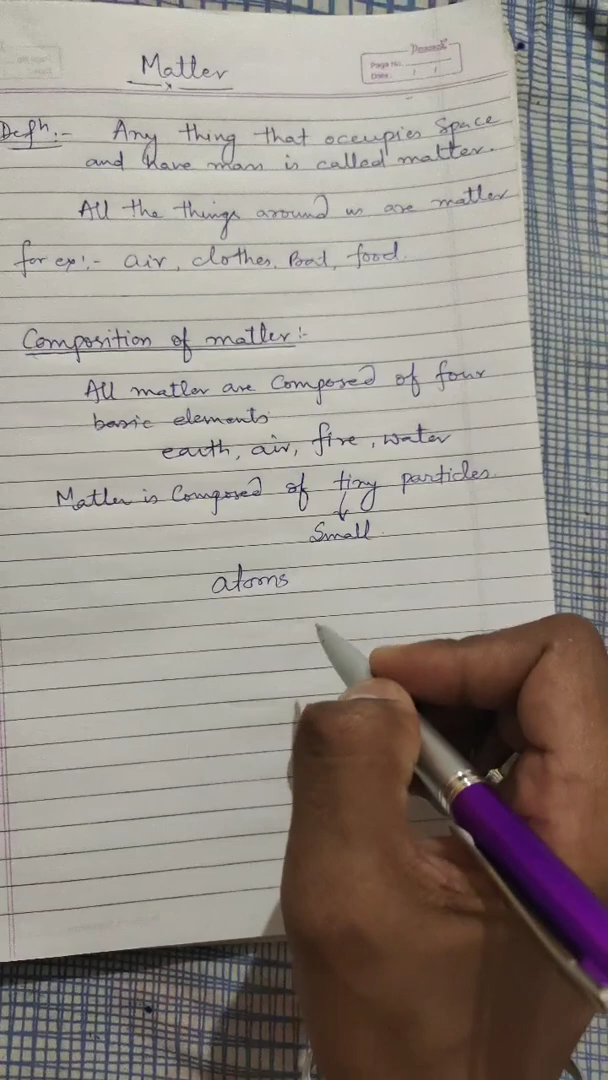 Matter
Page No.
Date / /
Defn:- Any thing that occupies space
and have mass is called matter.
All the things around us are matter
for ex:- air, clothes, food.
Composition of matter:-
All matter are Composed of four
basic elements
earth, air, fire, water
Matter is Composed of tiny particles.
Small
atoms